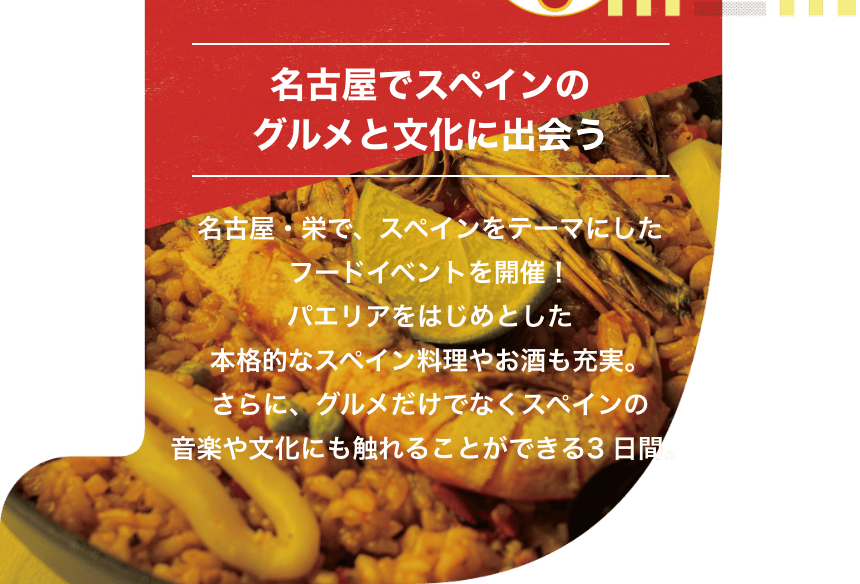 名古屋でスペインの
グルメと文化に出会う
名古屋・栄で、スペインをテーマにした
フードイベントを開催！
パエリアをはじめとした
本格的なスペイン料理やお酒も充実。
さらに、グルメだけでなくスペインの
音楽や文化にも触れることができる3日間。